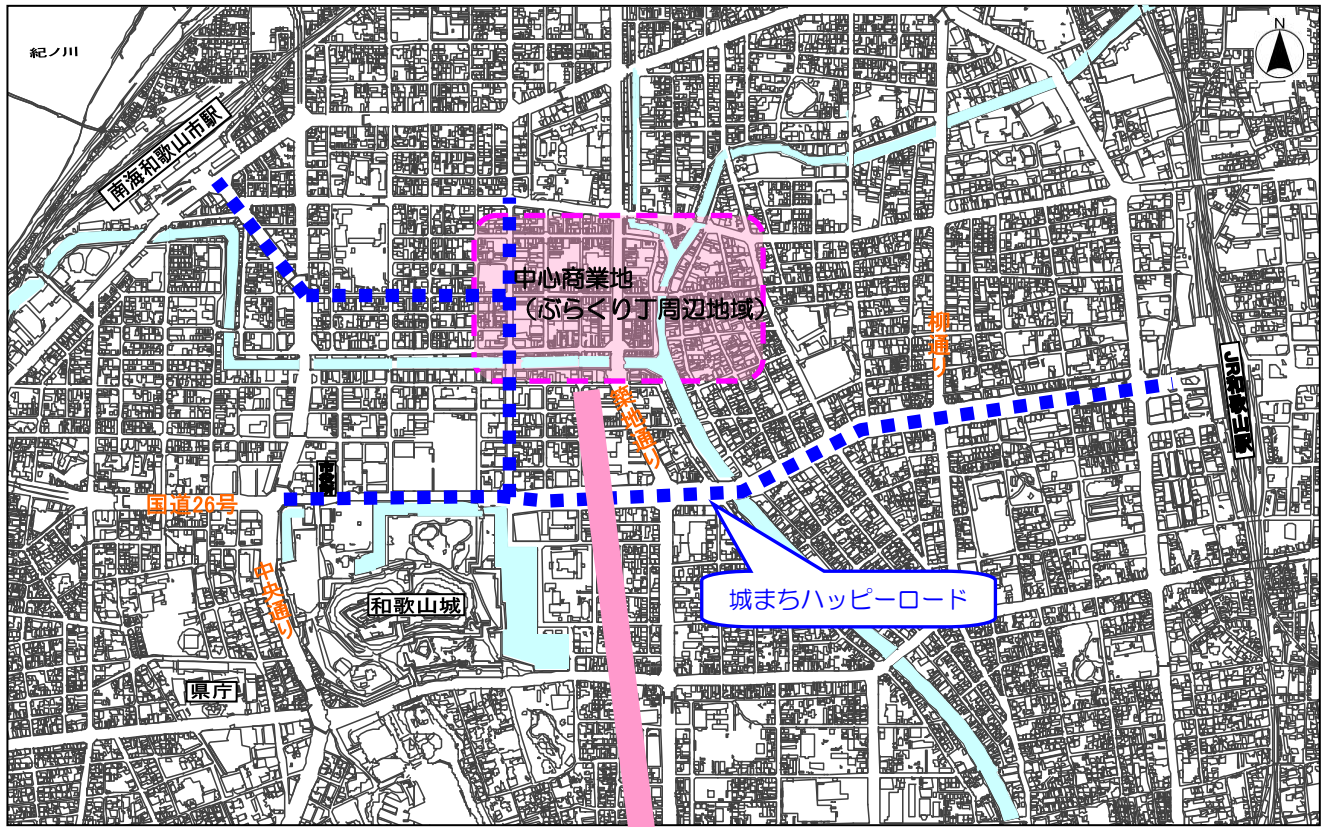 紀ノ川
N
南海和歌山市駅
中心商業地
（ぶらくり丁周辺地域）
柳通り
JR和歌山駅
築地通り
市役所
国道26号
中央通り
和歌山城
城まちハッピーロード
県庁